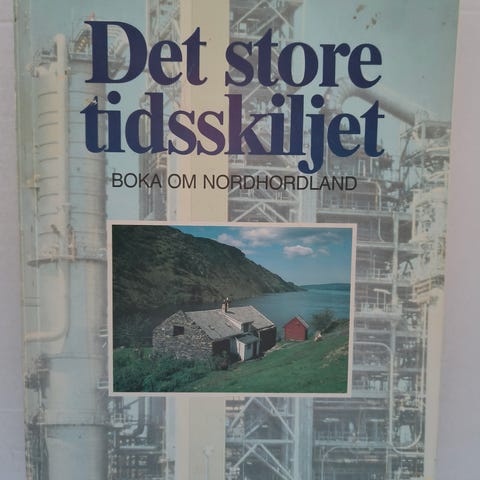 Det store
tidsskiljet
BOKA OM NORDHORDLAND